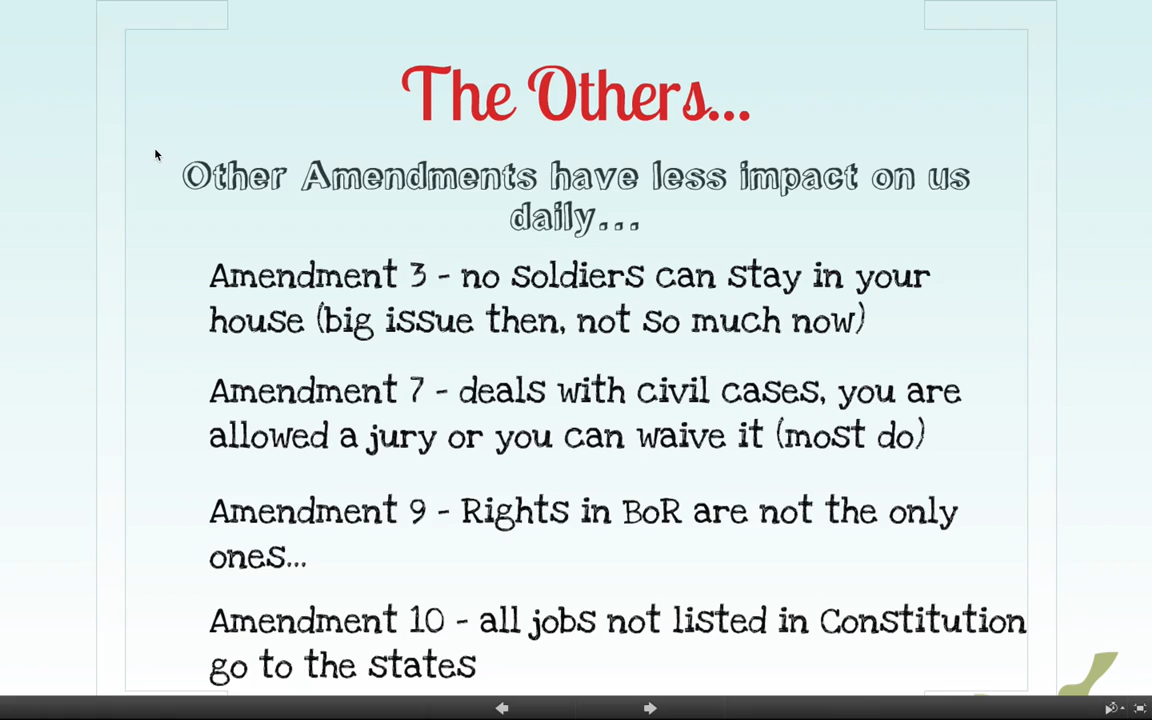 The Others...
Other Amendments have less impact on us
daily...
Amendment 3 - no soldiers can stay in your
house (big issue then, not so much now)
Amendment 7 - deals with civil cases, you are
allowed a jury or you can waive it (most do)
Amendment 9 - Rights in BoR are not the only
ones...
Amendment 10 - all jobs not listed in Constitution
go to the states